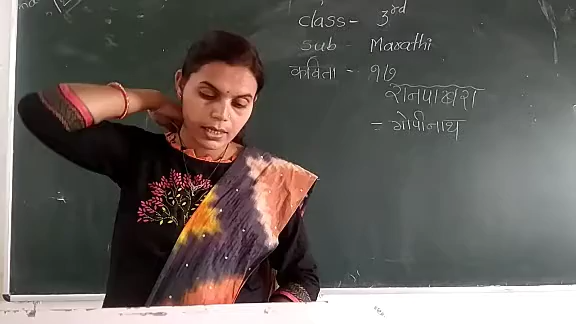 class - 3rd
sub - Marathi
कविता - १७
रानपाखरा
= गोपीनाथ